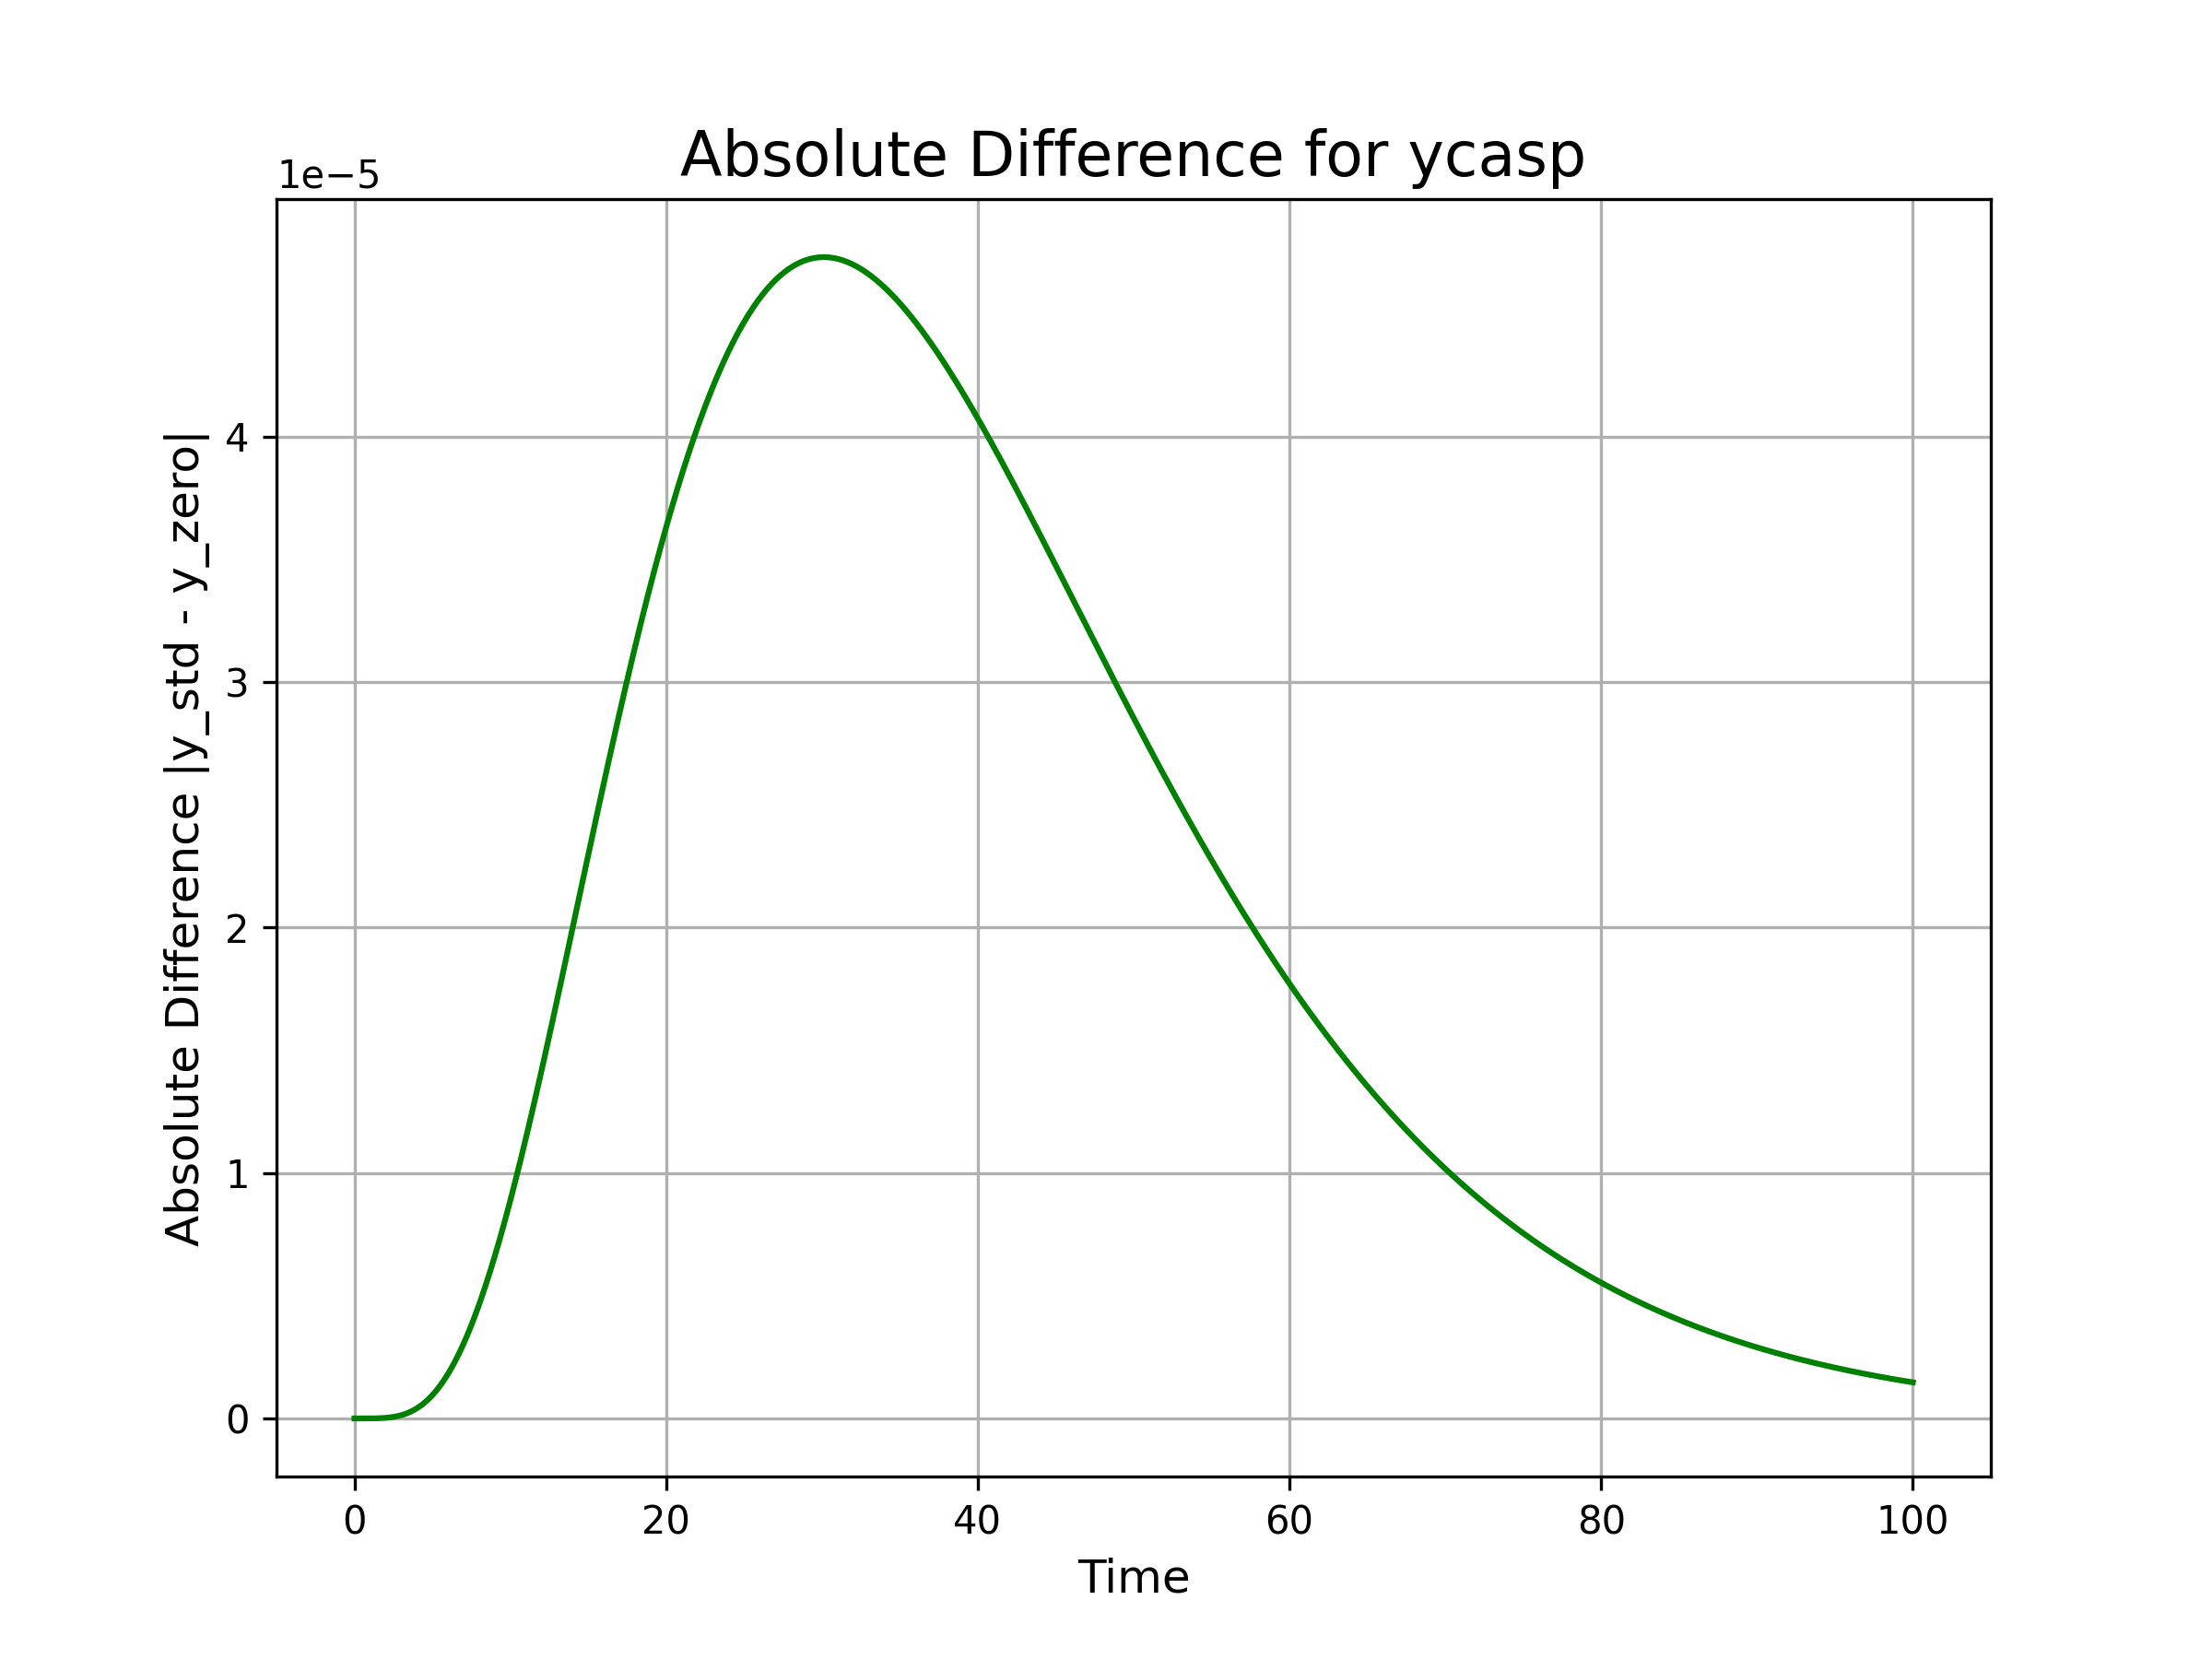 Absolute Difference for ycasp
1e−5
Absolute Difference |y_std - y_zero|
4
3
2
1
0
0 20 40 60 80 100
Time